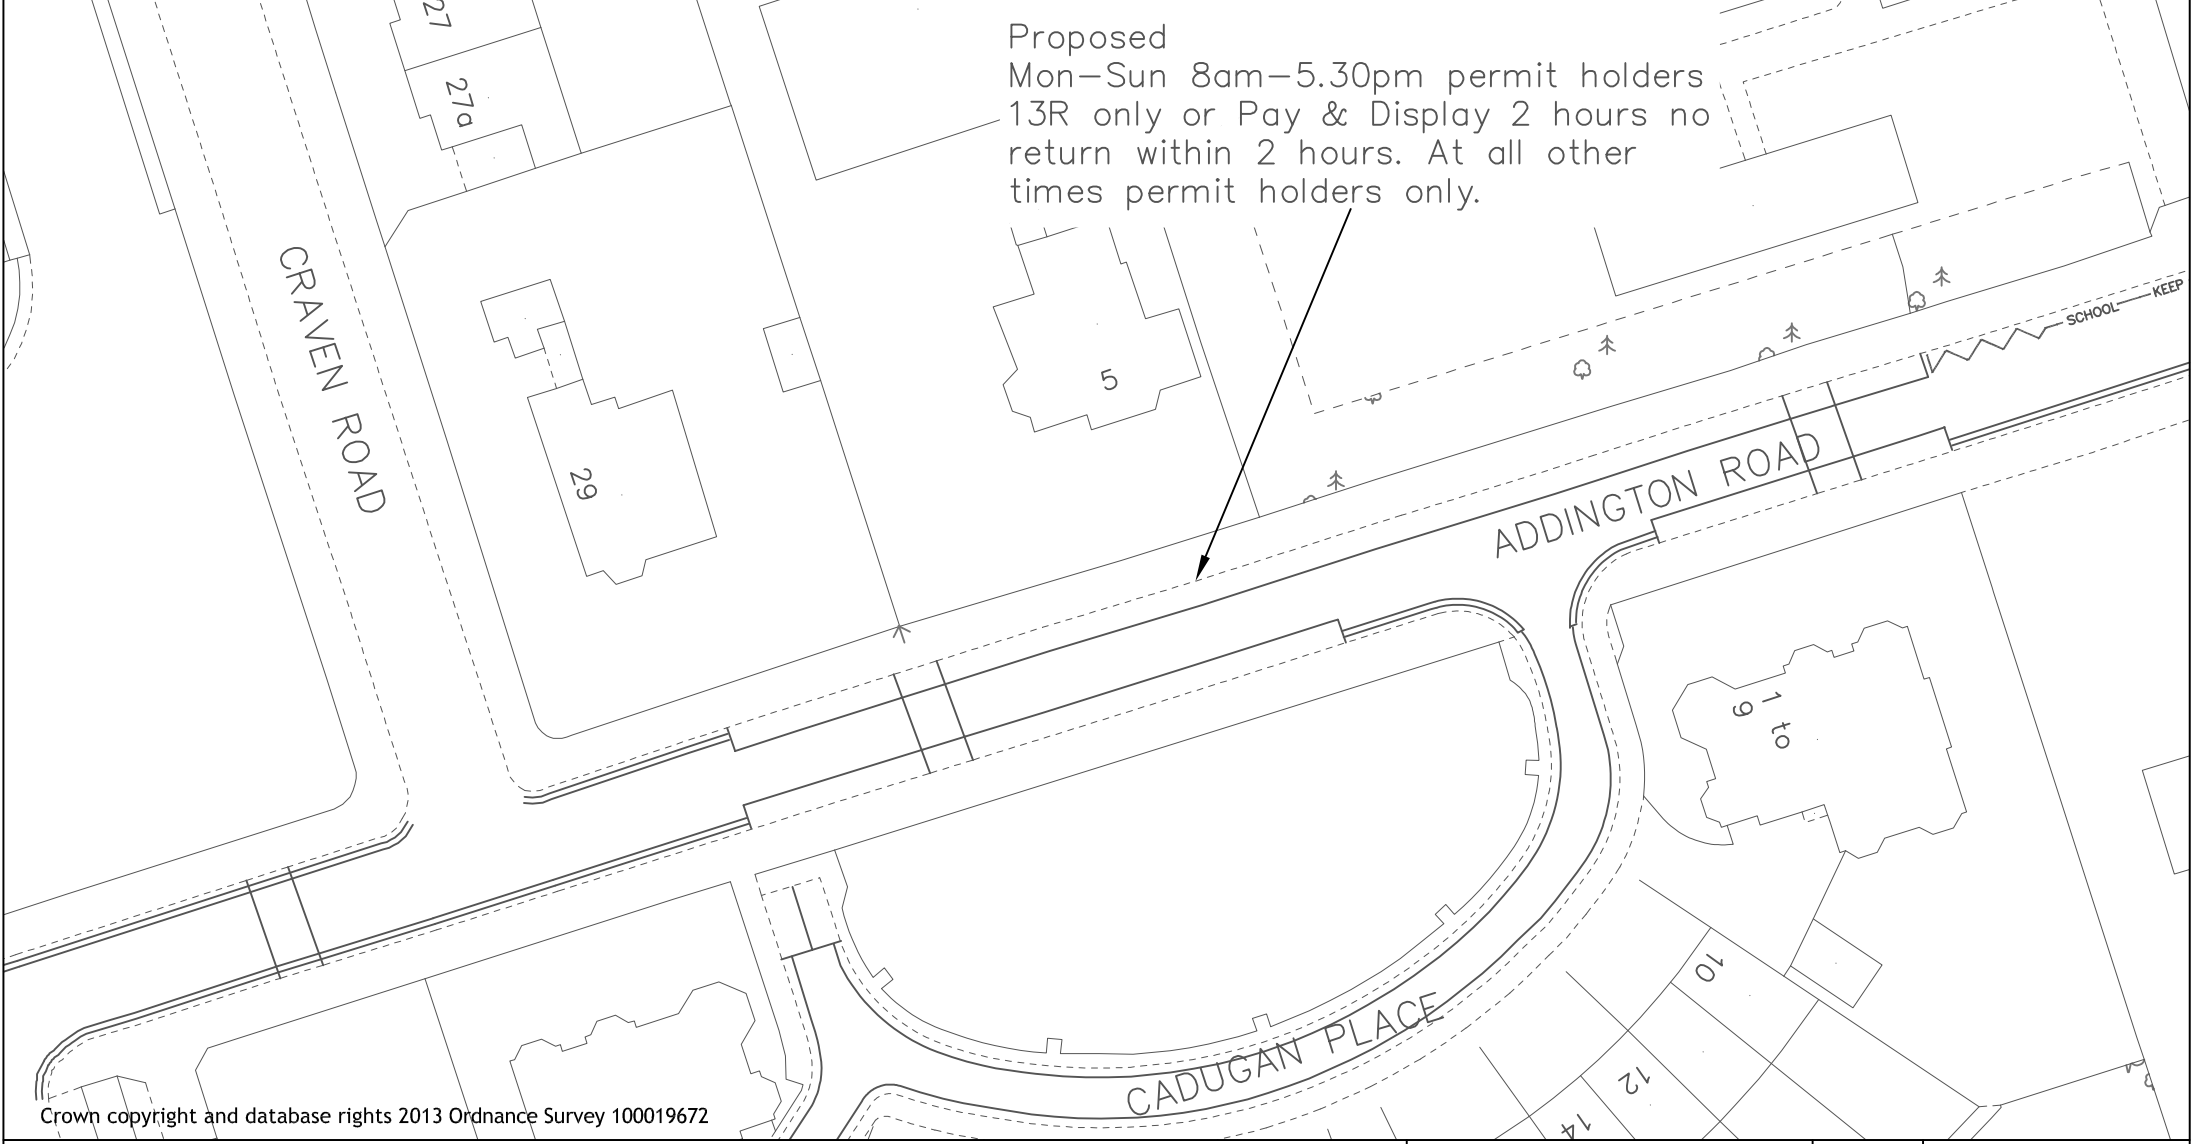 27
27a
Proposed
Mon-Sun 8am-5.30pm permit holders
13R only or Pay & Display 2 hours no
return within 2 hours. At all other
times permit holders only.
CRAVEN ROAD
29
5
SCHOOL KEEP
ADDINGTON ROAD
1 to
9
10
12
14
CADUGAN PLACE
Crown copyright and database rights 2013 Ordnance Survey 100019672